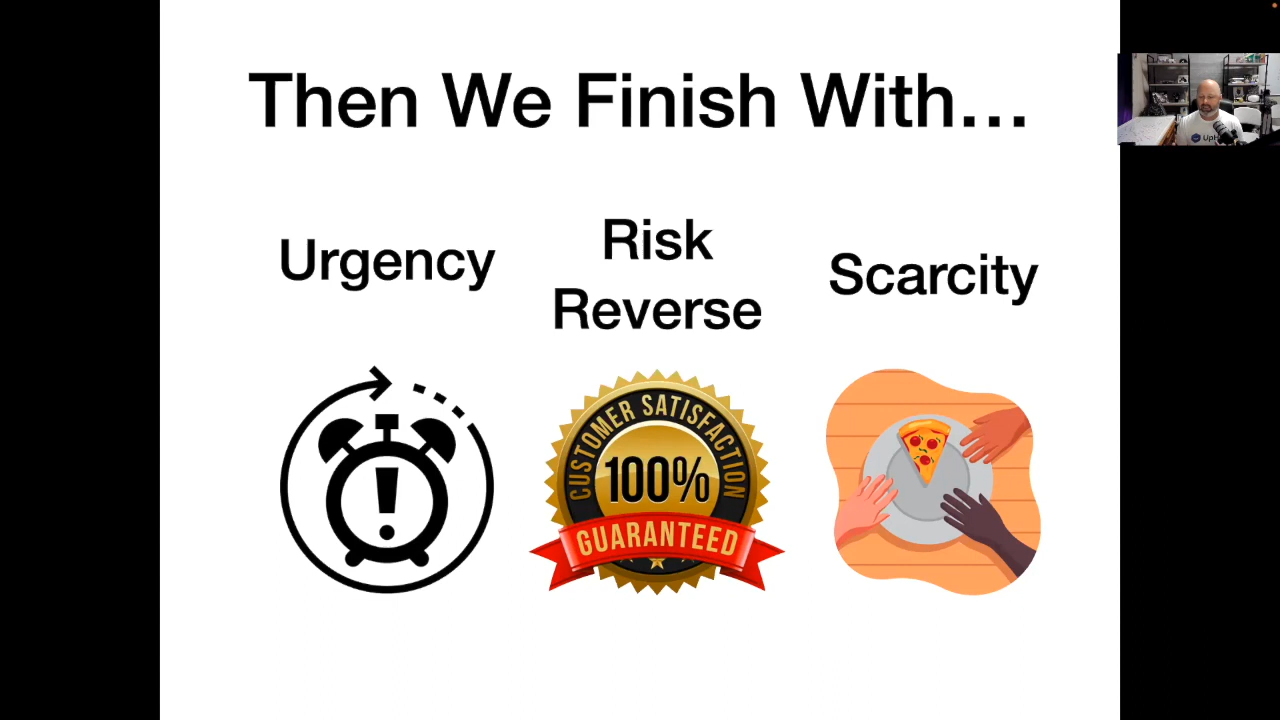 Then We Finish With…
Urgency
Risk
Reverse
Scarcity
CUSTOMER SATISFACTION
100%
GUARANTEED